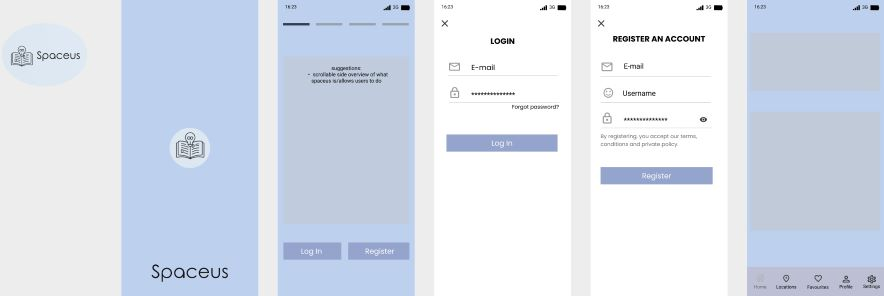 Spaceus
Spaceus
16:23
3G
suggestions:
• scrollable side overview of what
spaceus is/allows users to do
Log In
Register
16:23
3G
LOGIN
E-mail
**************
Forgot password?
Log In
16:23
3G
REGISTER AN ACCOUNT
E-mail
Username
**************
By registering, you accept our terms,
conditions and private policy.
Register
16:23
3G
Home
Locations
Favourites
Profile
Settings